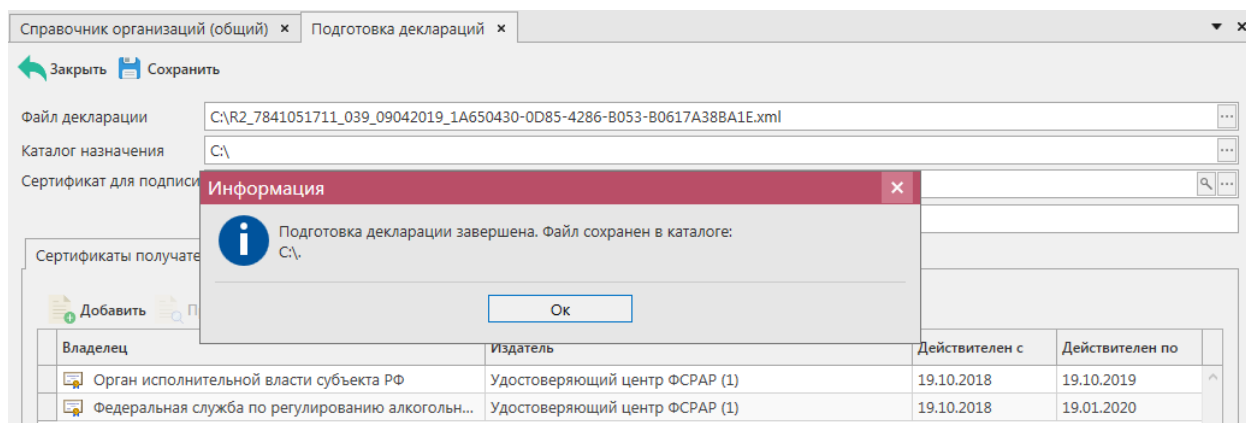 Справочник организаций (общий) × Подготовка деклараций ×
Закрыть Сохранить
Файл декларации C:\R2_7841051711_039_09042019_1A650430-0D85-4286-B053-B0617A38BA1E.xml
Каталог назначения C:\
Сертификат для подписи
Информация
Подготовка декларации завершена. Файл сохранен в каталоге:
C:\.
Ок
Сертификаты получате
Добавить
Владелец Издатель Действителен с Действителен по
Орган исполнительной власти субъекта РФ Удостоверяющий центр ФСРАР (1) 19.10.2018 19.10.2019
Федеральная служба по регулированию алкогольн... Удостоверяющий центр ФСРАР (1) 19.10.2018 19.01.2020